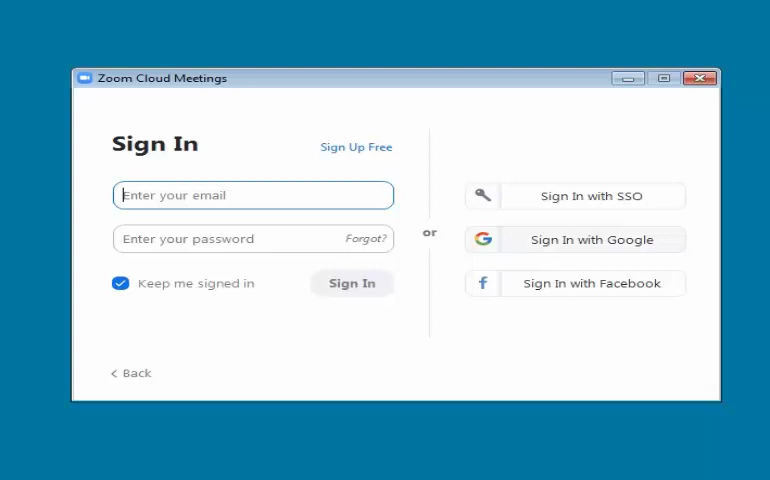 Zoom Cloud Meetings
Sign In
Sign Up Free
Enter your email
Enter your password
Forgot?
Keep me signed in
Sign In
Back
or
Sign In with SSO
Sign In with Google
Sign In with Facebook